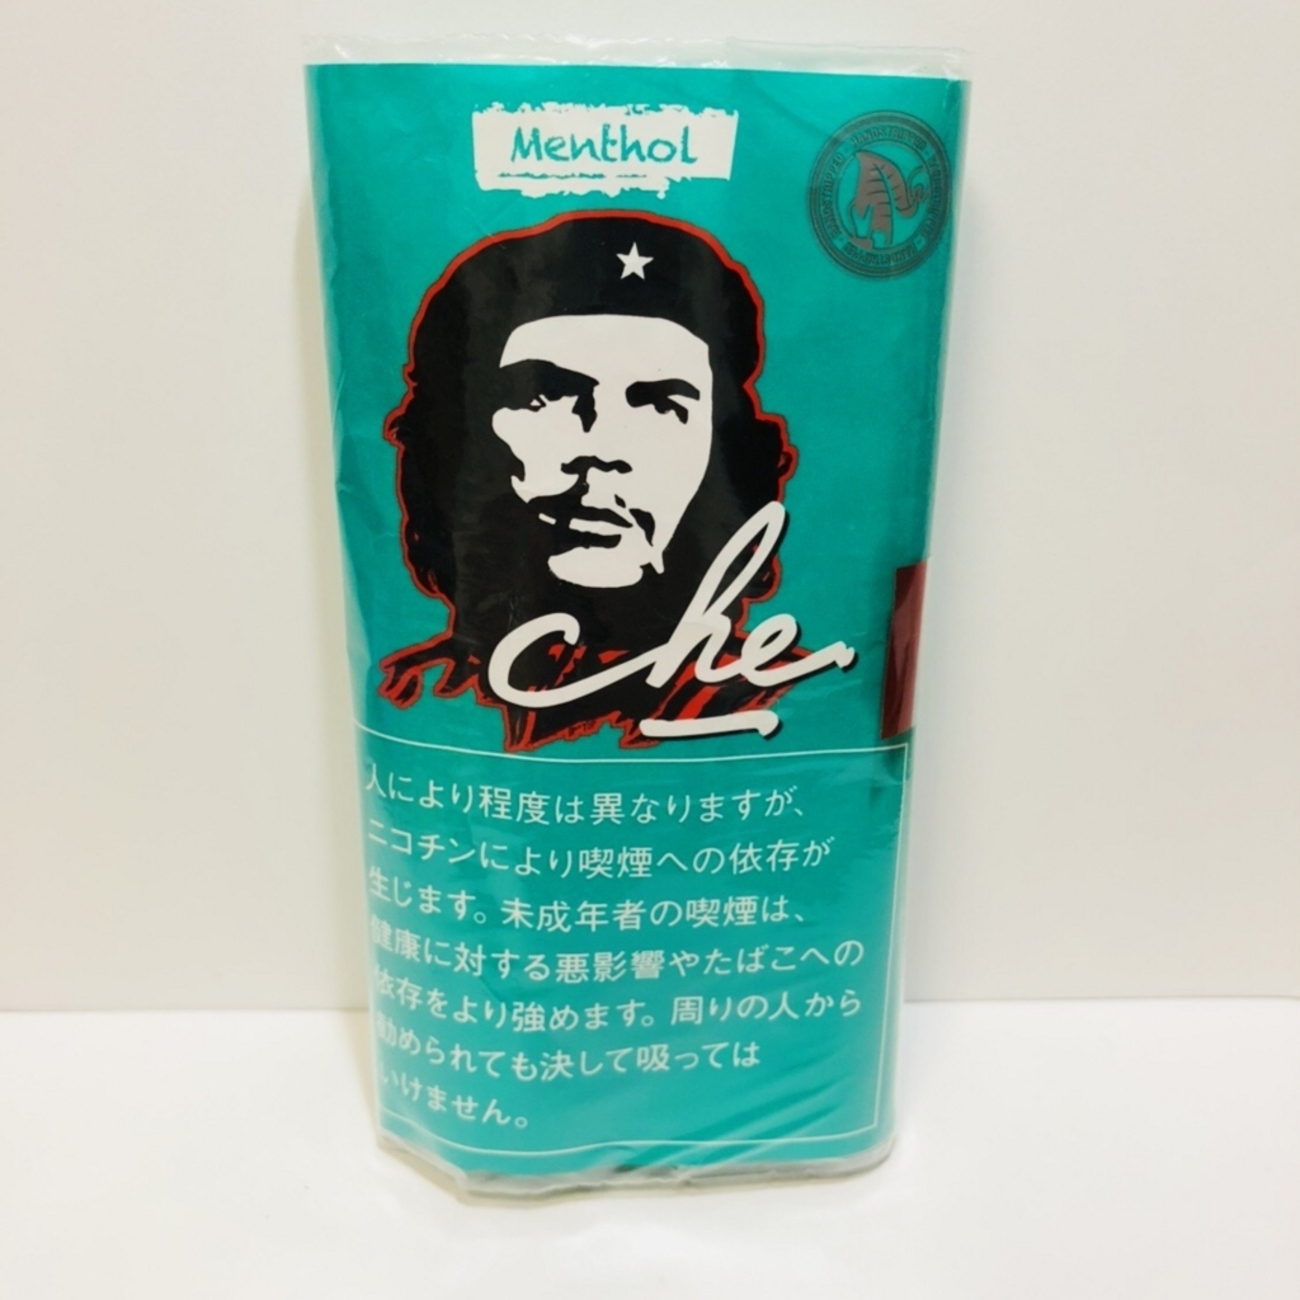 Menthol
HANDSTRIPPED
che
人により程度は異なりますが、
ニコチンにより喫煙への依存が
生じます。未成年者の喫煙は、
健康に対する悪影響やたばこへの
依存をより強めます。周りの人から
勧められても決して吸っては
いけません。